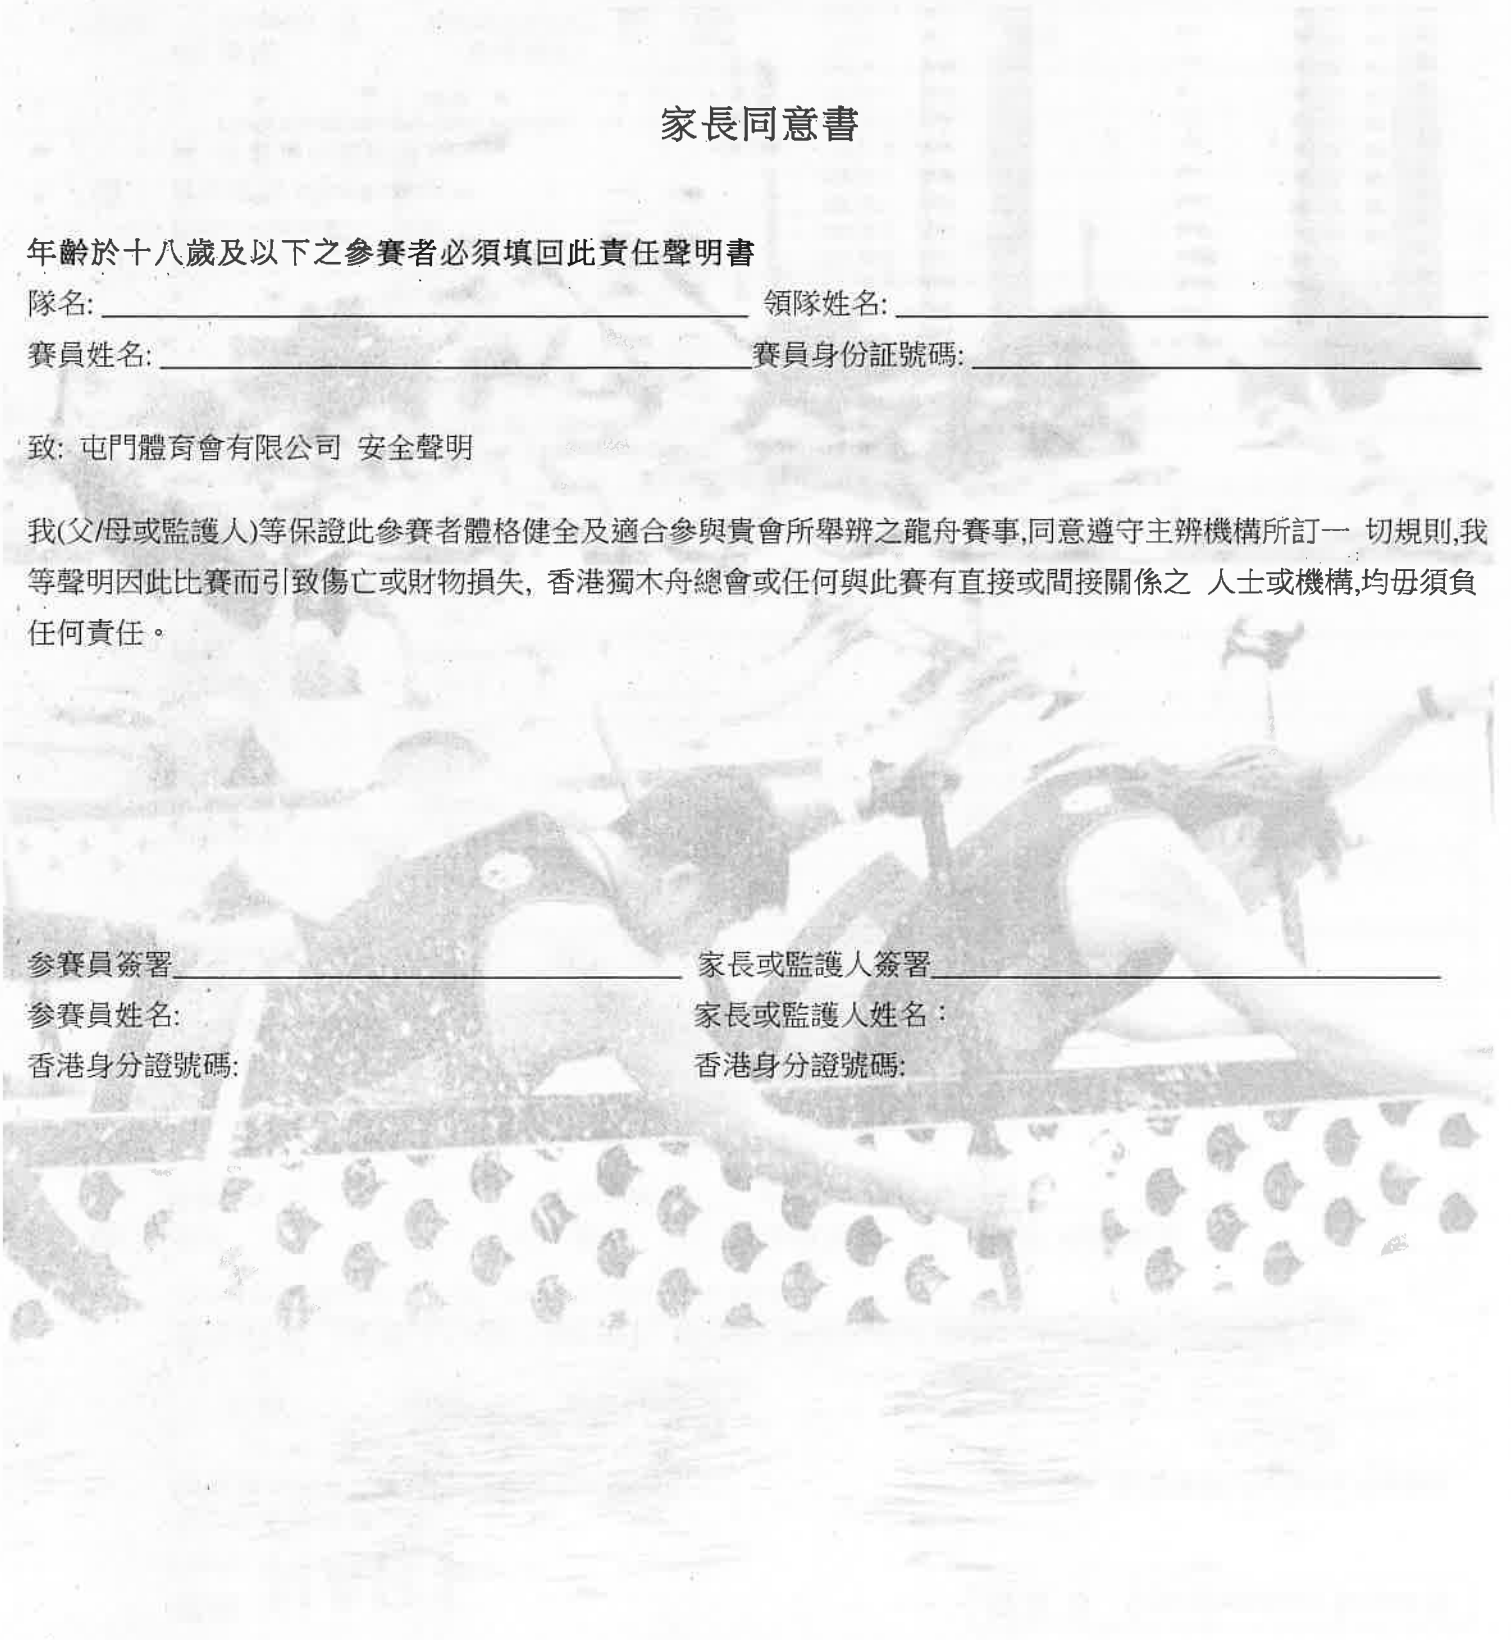 家長同意書
年齡於十八歲及以下之參賽者必須填回此責任聲明書
隊名: 領隊姓名:
賽員姓名: 賽員身份証號碼:
致: 屯門體育會有限公司 安全聲明
我(父/母或監護人)等保證此參賽者體格健全及適合參與貴會所舉辦之龍舟賽事,同意遵守主辨機構所訂一 切規則,我
等聲明因此比賽而引致傷亡或財物損失, 香港獨木舟總會或任何與此賽有直接或間接關係之 人士或機構,均毋須負
任何責任。
参賽員簽署 家長或監護人簽署
参賽員姓名: 家長或監護人姓名：
香港身分證號碼: 香港身分證號碼: